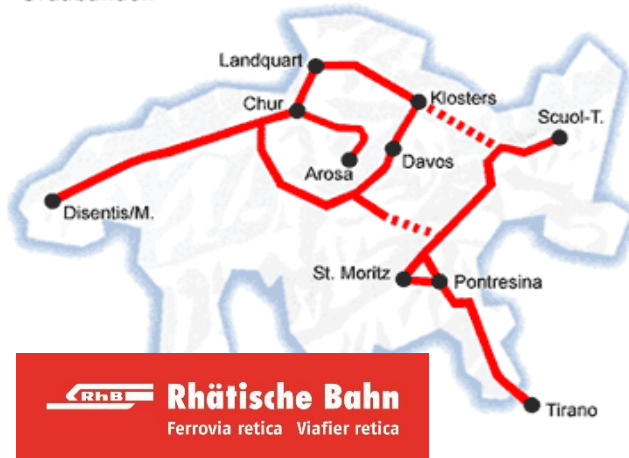 Landquart
Chur
Klosters
Scuol-T.
Arosa
Davos
Disentis/M.
St. Moritz
Pontresina
Tirano
RhB
Rhätische Bahn
Ferrovia retica Viafier retica